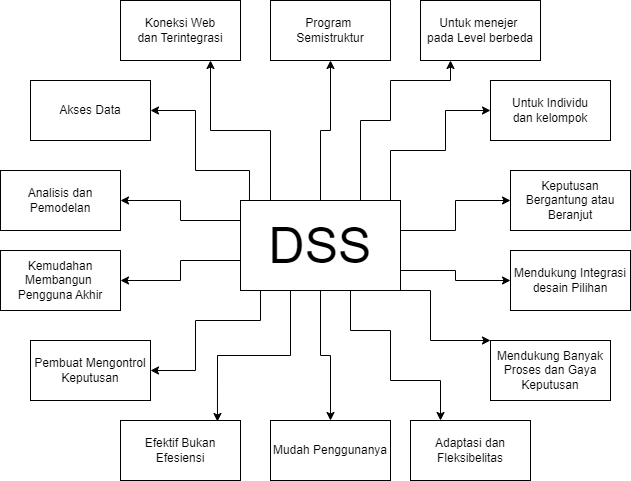 Koneksi Web
dan Terintegrasi
Program
Semistruktur
Untuk menejer
pada Level berbeda
Akses Data
Untuk Individu
dan kelompok
Analisis dan
Pemodelan
Keputusan
Bergantung atau
Beranjut
DSS
Kemudahan
Membangun
Pengguna Akhir
Mendukung Integrasi
desain Pilihan
Pembuat Mengontrol
Keputusan
Mendukung Banyak
Proses dan Gaya
Keputusan
Efektif Bukan
Efesiensi
Mudah Penggunanya
Adaptasi dan
Fleksibelitas